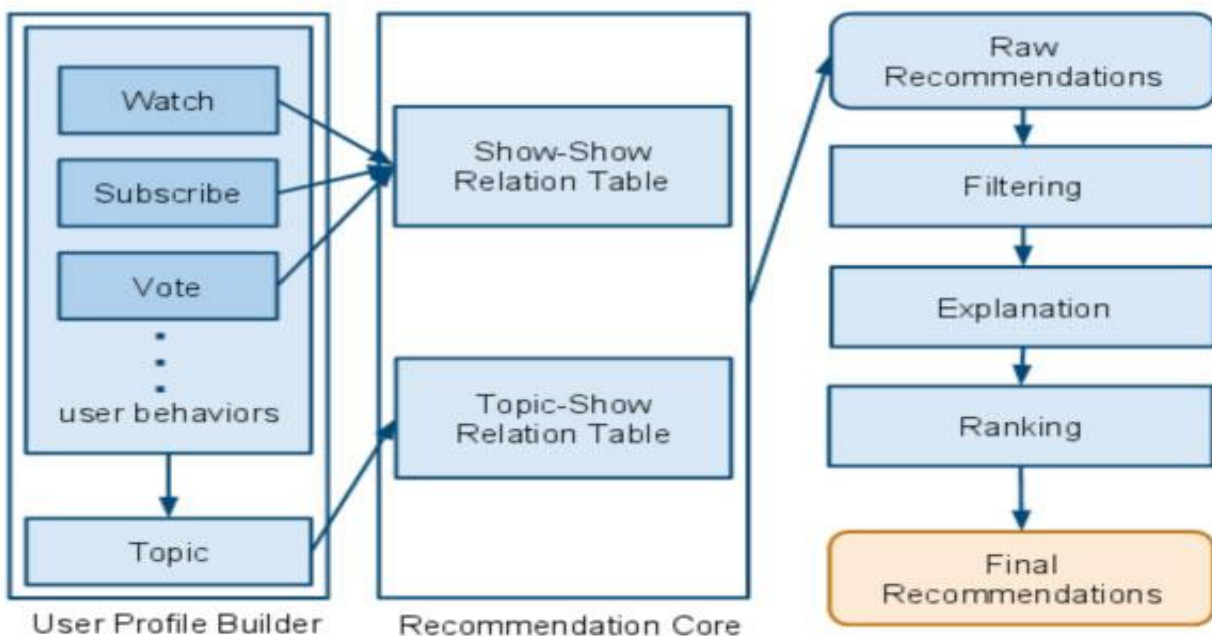 Watch
Subscribe
Vote
user behaviors
Topic
User Profile Builder
Show-Show
Relation Table
Topic-Show
Relation Table
Recommendation Core
Raw
Recommendations
Filtering
Explanation
Ranking
Final
Recommendations